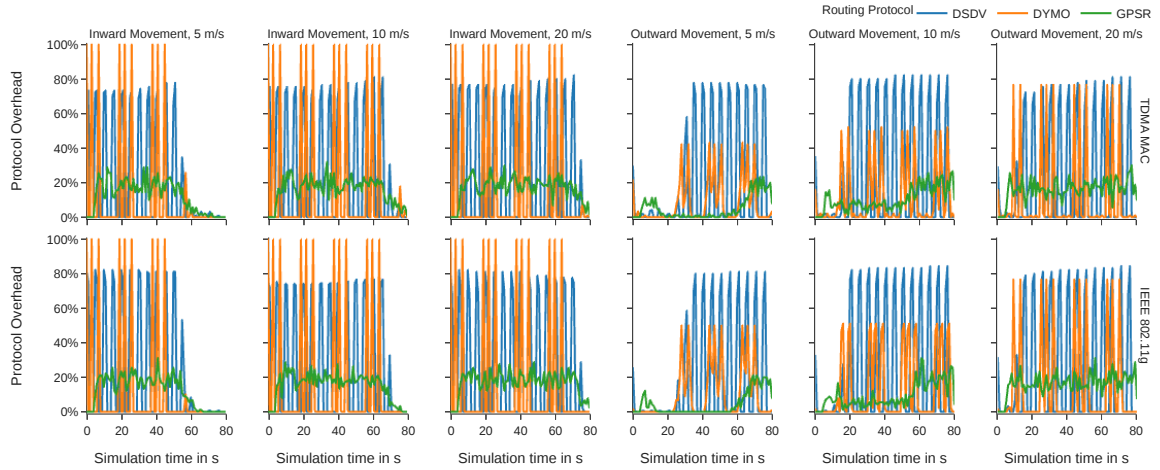 Routing Protocol DSDV DYMO GPSR
Inward Movement, 5 m/s Inward Movement, 10 m/s Inward Movement, 20 m/s Outward Movement, 5 m/s Outward Movement, 10 m/s Outward Movement, 20 m/s
100%
80%
60%
40%
20%
0%
Protocol Overhead
TDMA MAC
100%
80%
60%
40%
20%
0%
Protocol Overhead
IEEE 802.11g
0 20 40 60 80 0 20 40 60 80 0 20 40 60 80 0 20 40 60 80 0 20 40 60 80 0 20 40 60 80
Simulation time in s Simulation time in s Simulation time in s Simulation time in s Simulation time in s Simulation time in s